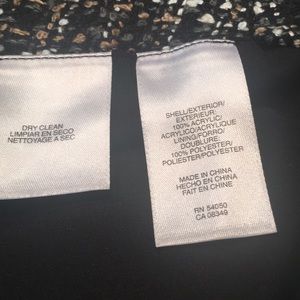 DRY CLEAN
LIMPIAR EN SECO
NETTOYAGE A SEC
SHELL/EXTERIOR/
EXTERIEUR:
100% ACRYLIC/
ACRYLICO/ACRYLIQUE
LINING/FORRO/
DOUBLURE:
100% POLYESTER/
POLIESTER/POLYESTER
MADE IN CHINA
HECHO EN CHINA
FAIT EN CHINE
RN 54050
CA 08349